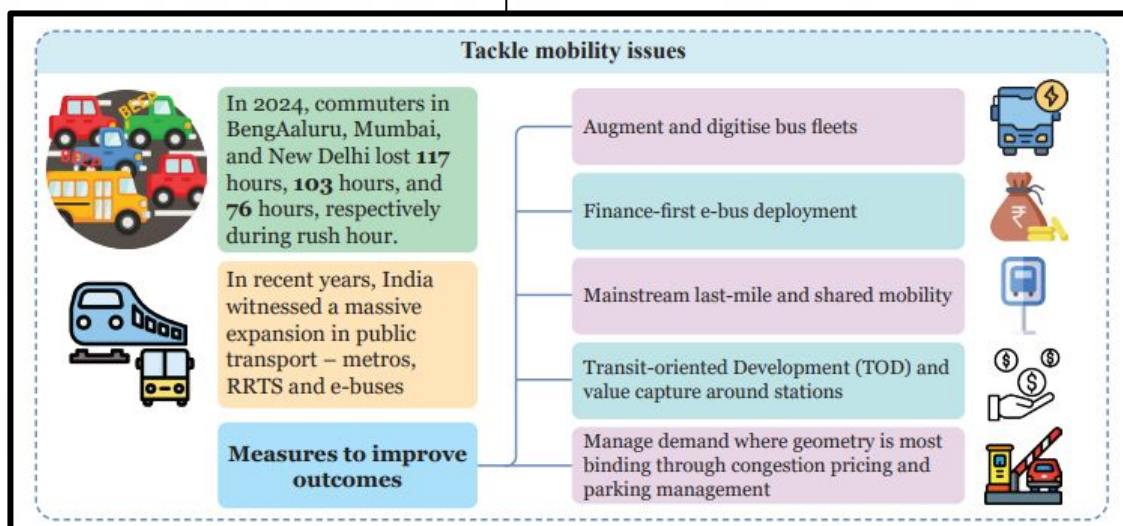 Tackle mobility issues
BEEP
BEEP
In 2024, commuters in
BengAaluru, Mumbai,
and New Delhi lost 117
hours, 103 hours, and
76 hours, respectively
during rush hour.
In recent years, India
witnessed a massive
expansion in public
transport – metros,
RRTS and e-buses
Measures to improve
outcomes
Augment and digitise bus fleets
Finance-first e-bus deployment
₹
Mainstream last-mile and shared mobility
Transit-oriented Development (TOD) and
value capture around stations
$ $
$
Manage demand where geometry is most
binding through congestion pricing and
parking management